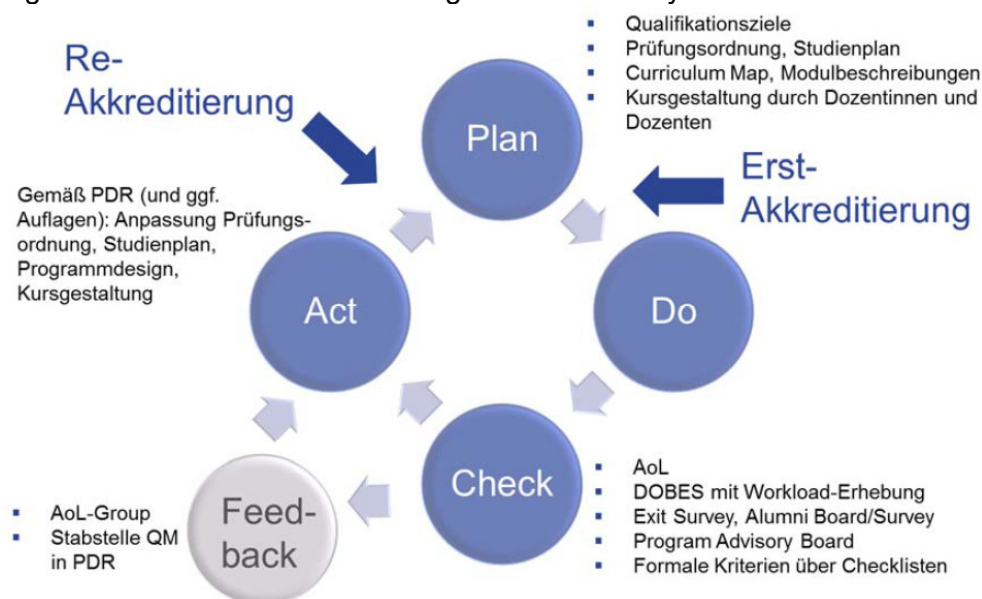 Re-
Akkreditierung
▪ Qualifikationsziele
▪ Prüfungsordnung, Studienplan
▪ Curriculum Map, Modulbeschreibungen
▪ Kursgestaltung durch Dozentinnen und
Dozenten
Plan
Erst-
Akkreditierung
Gemäß PDR (und ggf.
Auflagen): Anpassung Prüfungs-
ordnung, Studienplan,
Programmdesign,
Kursgestaltung
Act
Do
Check
▪ AoL
▪ DOBES mit Workload-Erhebung
▪ Exit Survey, Alumni Board/Survey
▪ Program Advisory Board
▪ Formale Kriterien über Checklisten
Feed-
back
▪ AoL-Group
▪ Stabstelle QM
in PDR